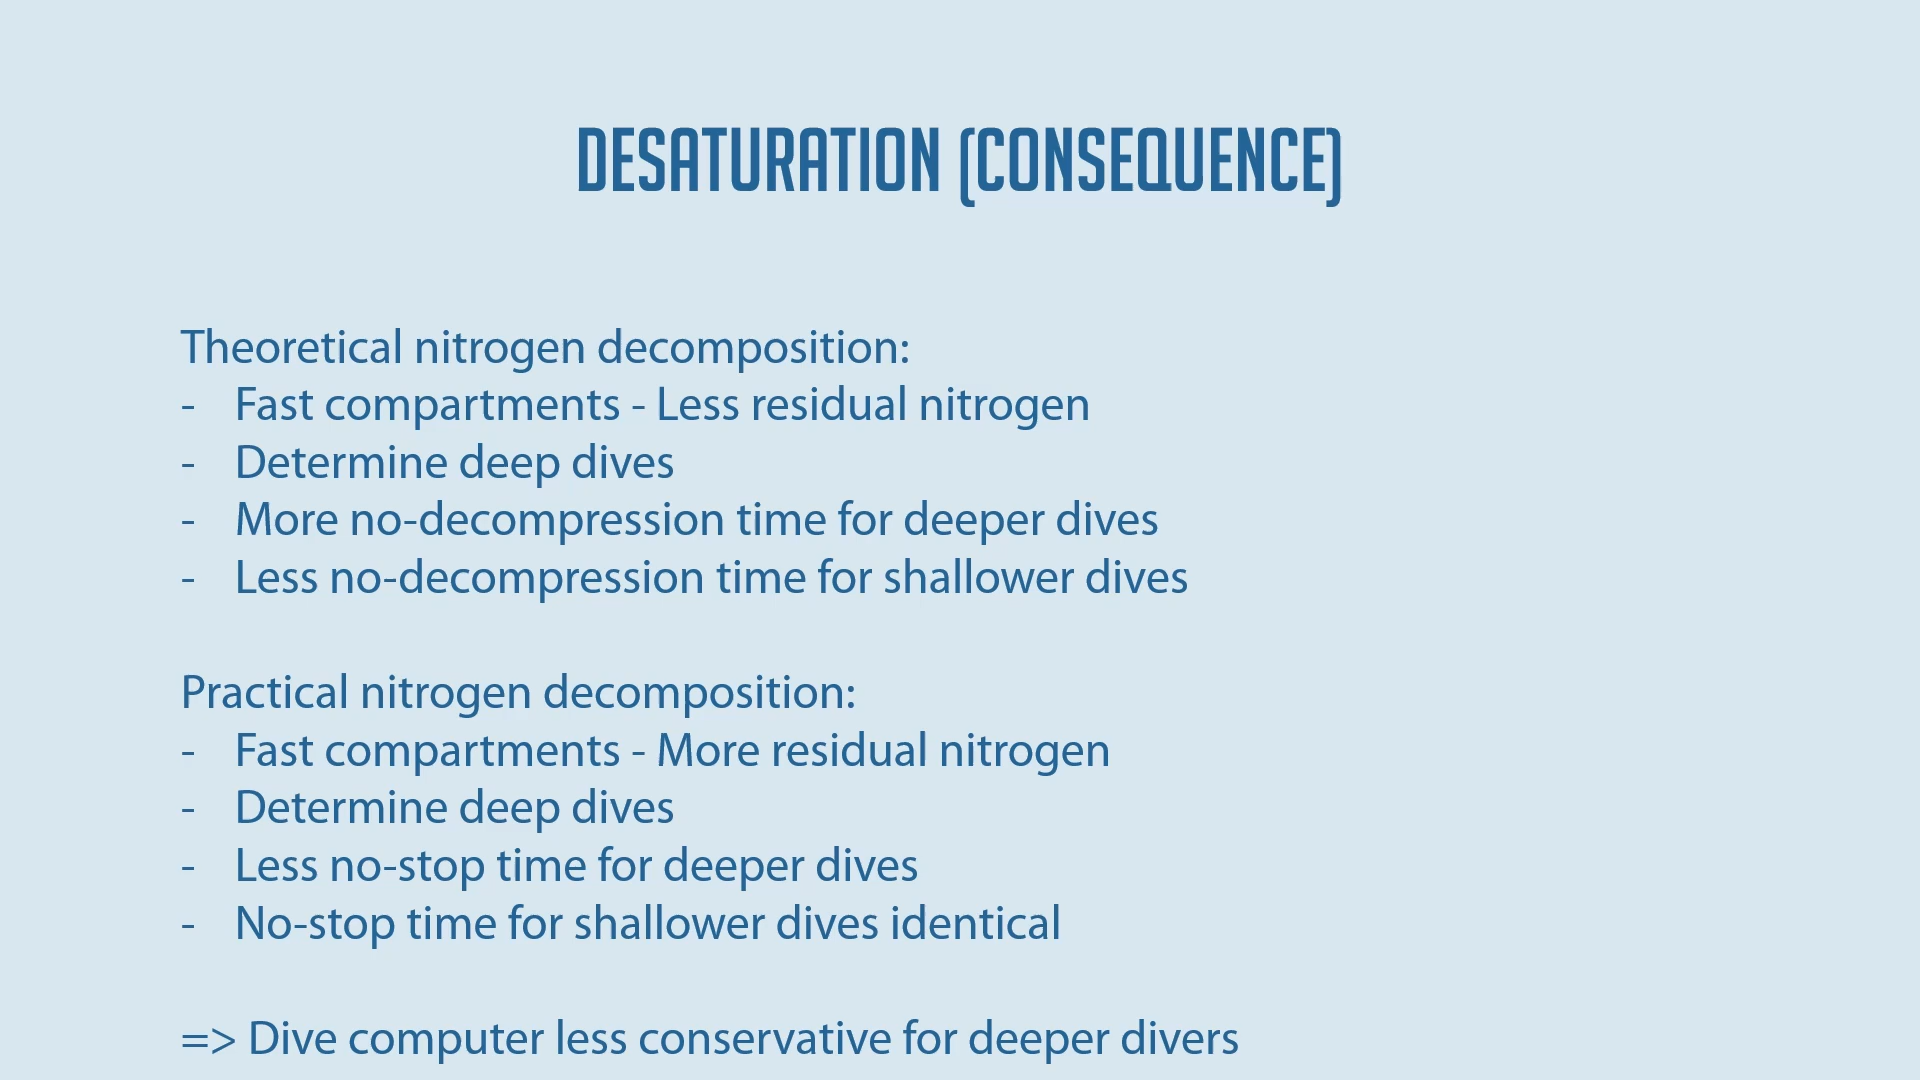 DESATURATION (CONSEQUENCE)
Theoretical nitrogen decomposition:
- Fast compartments - Less residual nitrogen
- Determine deep dives
- More no-decompression time for deeper dives
- Less no-decompression time for shallower dives
Practical nitrogen decomposition:
- Fast compartments - More residual nitrogen
- Determine deep dives
- Less no-stop time for deeper dives
- No-stop time for shallower dives identical
=> Dive computer less conservative for deeper divers